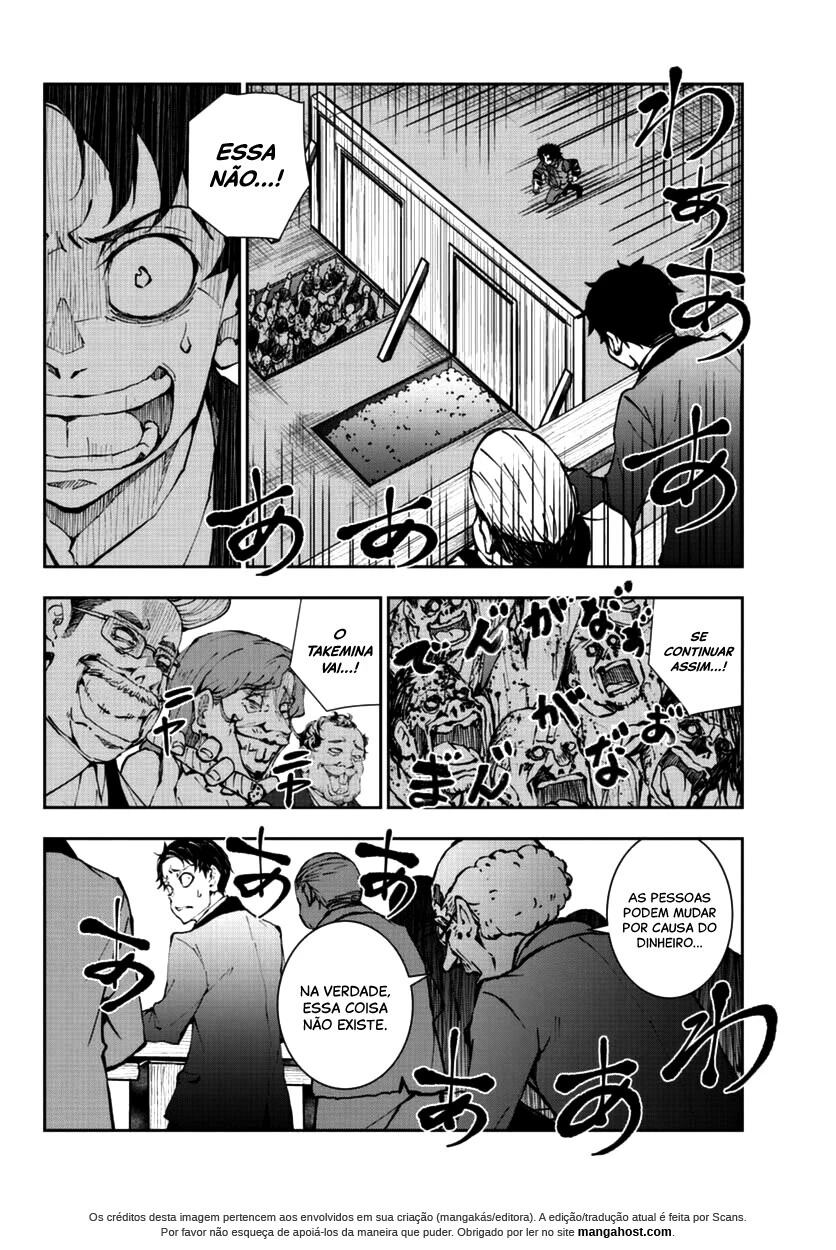 わあああああ
ESSA
NÃO...!
SE
CONTINUAR
ASSIM...!
でんがなぁ
まんがなお
O
TAKEMINA
VAI...!
ニヤ
ニヤ
AS PESSOAS
PODEM MUDAR
POR CAUSA DO
DINHEIRO...
NA VERDADE,
ESSA COISA
NÃO EXISTE.
わあああああ
Os créditos desta imagem pertencem aos envolvidos em sua criação (mangakás/editora). A edição/tradução atual é feita por Scans.
Por favor não esqueça de apoiá-los da maneira que puder. Obrigado por ler no site mangahost.com.